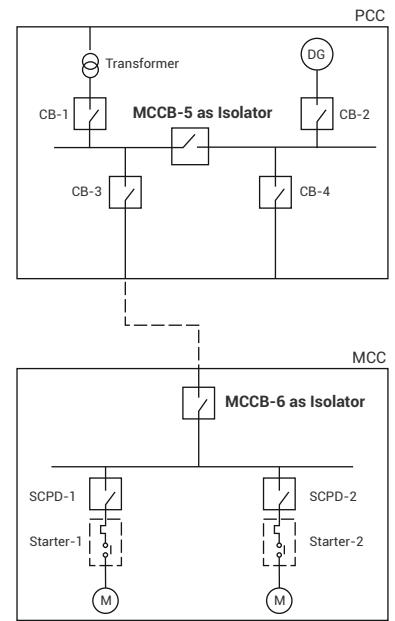 PCC
DG
Transformer
CB-1
MCCB-5 as Isolator
CB-2
CB-3
CB-4
MCC
MCCB-6 as Isolator
SCPD-1
SCPD-2
Starter-1
Starter-2
M
M